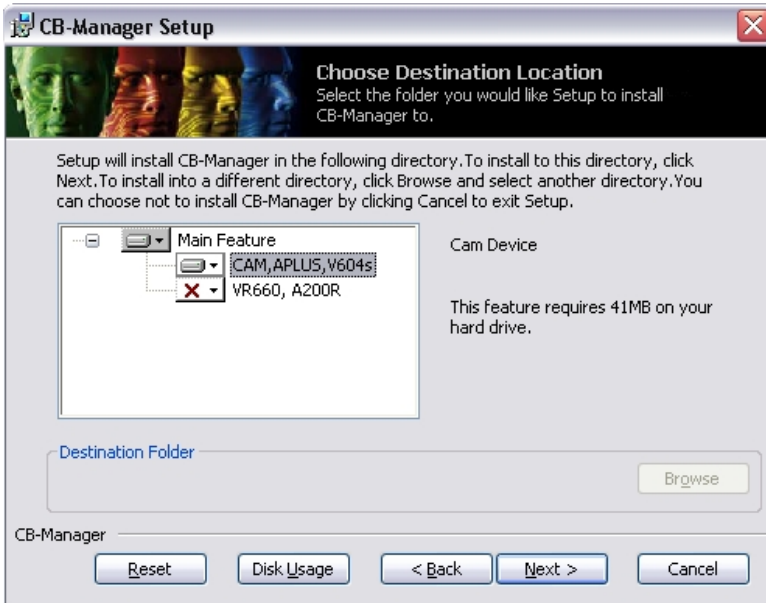 CB-Manager Setup
Choose Destination Location
Select the folder you would like Setup to install
CB-Manager to.
Setup will install CB-Manager in the following directory.To install to this directory, click
Next.To install into a different directory, click Browse and select another directory.You
can choose not to install CB-Manager by clicking Cancel to exit Setup.
Main Feature
CAM,APLUS,V604s
VR660, A200R
Cam Device
This feature requires 41MB on your
hard drive.
Destination Folder
Browse
CB-Manager
Reset
Disk Usage
< Back
Next >
Cancel